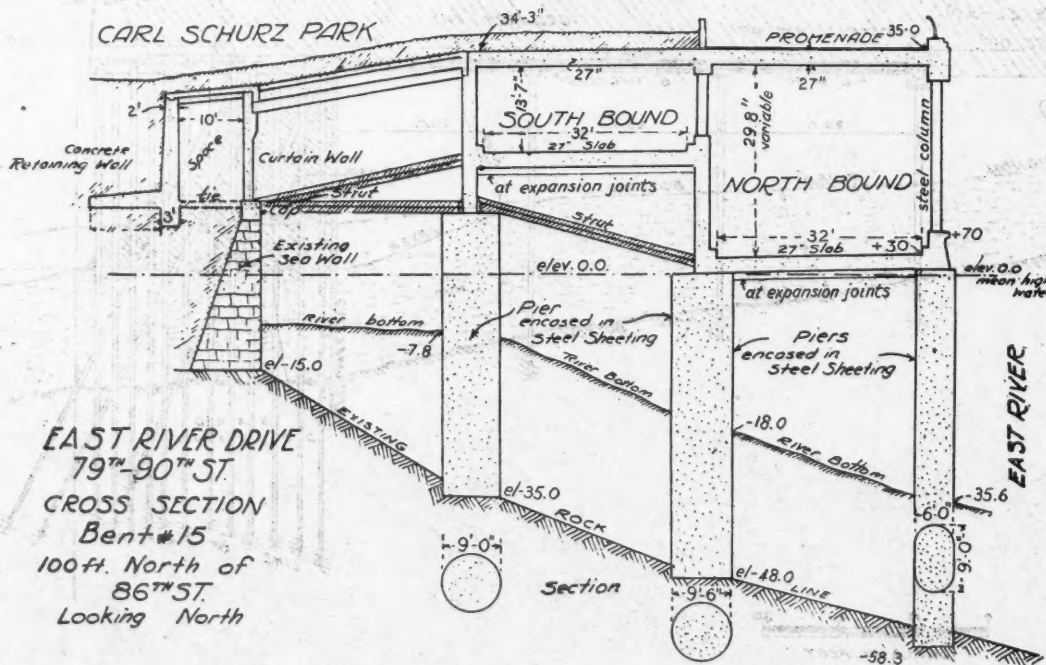 CARL SCHURZ PARK
34'-3"
PROMENADE
35.0
27"
27"
2'
10'
Space
Concrete
Retaining Wall
Curtain Wall
13'-7"
SOUTH BOUND
32'
27" Slab
29.8"
variable
NORTH BOUND
steel column
at expansion joints
Strut
tie
Cap
3'
Strut
32'
27" Slab
+30
+70
Existing
Sea Wall
elev. 0.0.
elev. 0.0
mean high
water
at expansion joints
River bottom
-7.8
Pier
encased in
Steel Sheeting
River Bottom
Piers
encased in
Steel Sheeting
el-15.0
-18.0
River Bottom
EAST RIVER
-35.6
EXISTING
ROCK
LINE
el-35.0
el-48.0
-58.3
6'-0"
9'-0"
9'-0"
9'-6"
Section
EAST RIVER DRIVE
79TH-90TH ST.
CROSS SECTION
Bent #15
100ft. North of
86TH ST.
Looking North